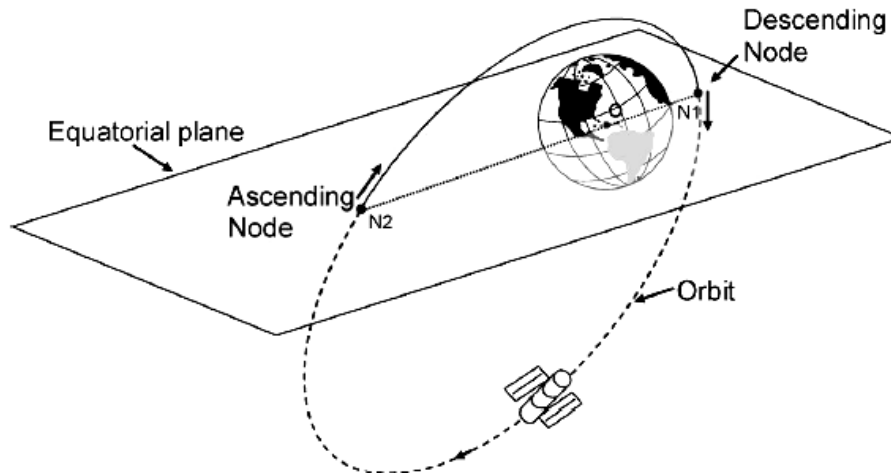 Descending
Node
O
N1
Equatorial plane
Ascending
Node
N2
Orbit